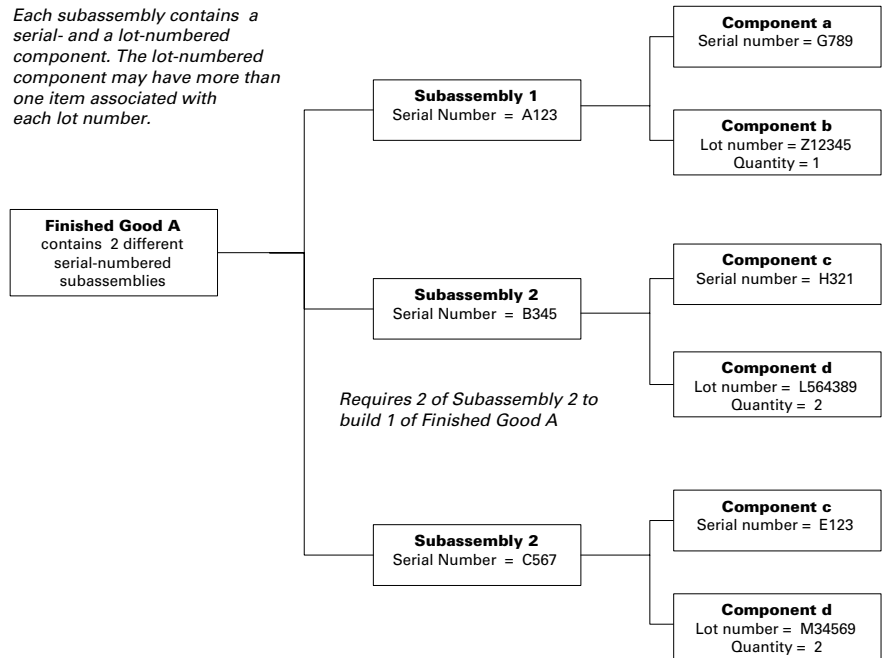 Each subassembly contains a
serial- and a lot-numbered
component. The lot-numbered
component may have more than
one item associated with
each lot number.
Finished Good A
contains 2 different
serial-numbered
subassemblies
Subassembly 1
Serial Number = A123
Component a
Serial number = G789
Component b
Lot number = Z12345
Quantity = 1
Subassembly 2
Serial Number = B345
Component c
Serial number = H321
Component d
Lot number = L564389
Quantity = 2
Requires 2 of Subassembly 2 to
build 1 of Finished Good A
Subassembly 2
Serial Number = C567
Component c
Serial number = E123
Component d
Lot number = M34569
Quantity = 2